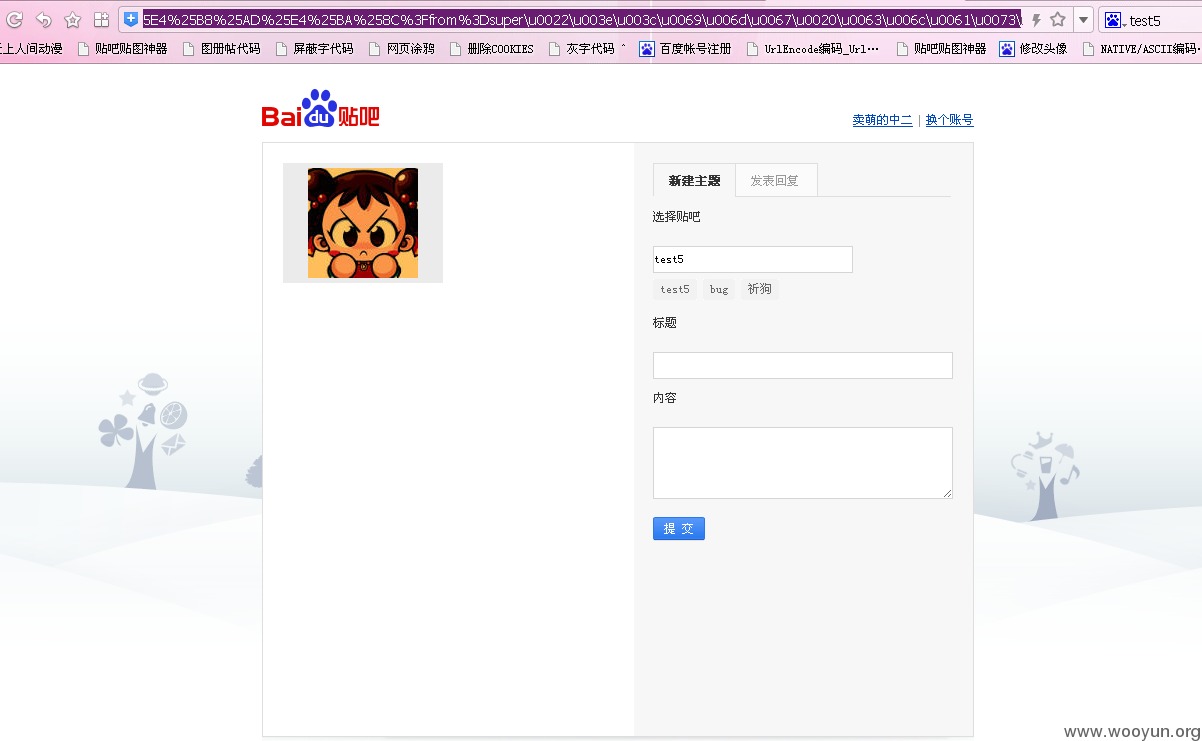 5E4%25B8%25AD%25E4%25BA%258C%3Ffrom%3Dsuper\u0022\u003e\u003c\u0069\u006d\u0067\u0020\u0063\u006c\u0061\u0073\ test5
上人间动漫 贴吧贴图神器 图册帖代码 屏蔽字代码 网页涂鸦 删除COOKIES 灰字代码 百度帐号注册 UrlEncode编码_Url… 贴吧贴图神器 修改头像 NATIVE/ASCII编码
Baidu贴吧
卖萌的中二 | 换个账号
新建主题 发表回复
选择贴吧
test5
test5 bug 祈狗
标题
内容
提 交
www.wooyun.org